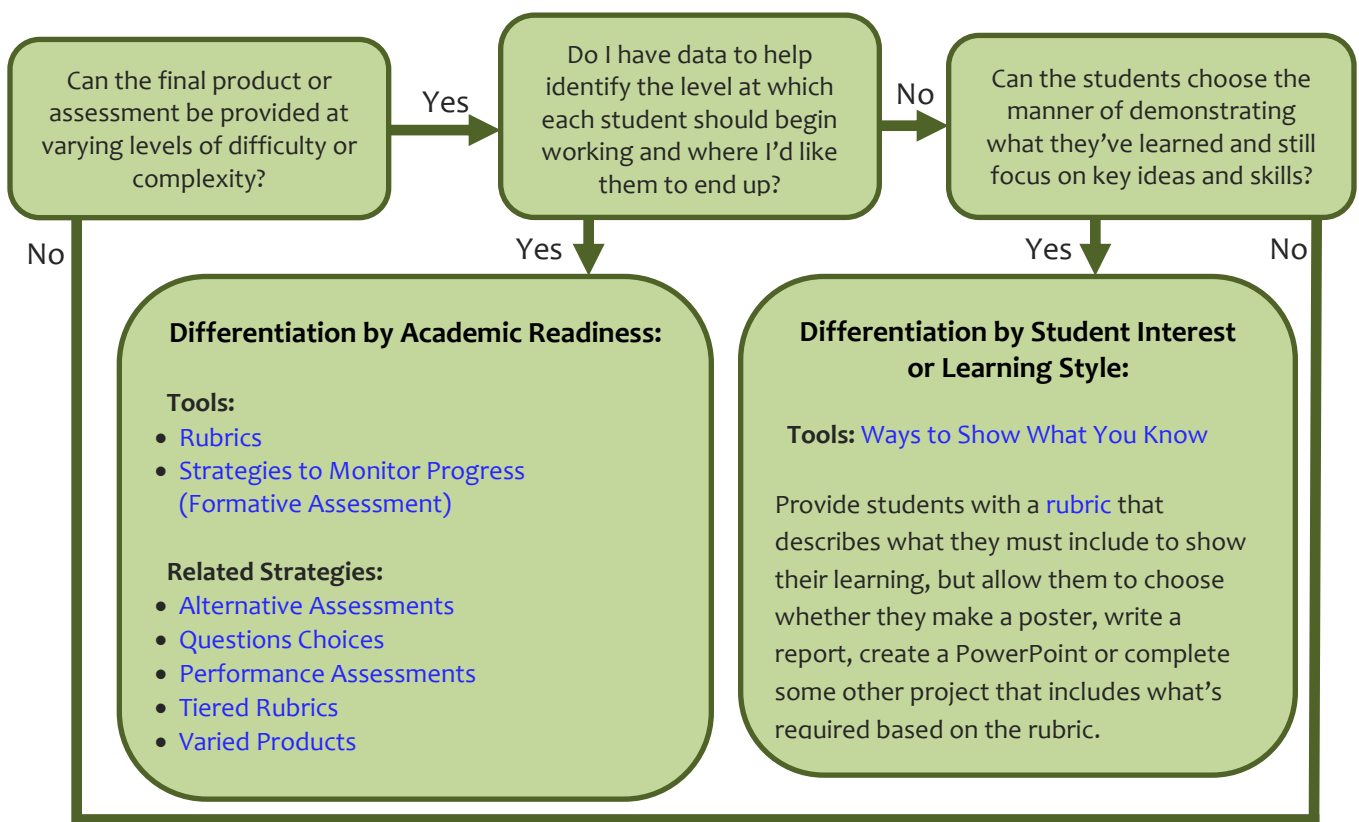 Can the final product or
assessment be provided at
varying levels of difficulty or
complexity?
Yes
Do I have data to help
identify the level at which
each student should begin
working and where I’d like
them to end up?
No
Can the students choose the
manner of demonstrating
what they’ve learned and still
focus on key ideas and skills?
No
Yes
Yes
No
Differentiation by Academic Readiness:
Tools:
• Rubrics
• Strategies to Monitor Progress
(Formative Assessment)
Related Strategies:
• Alternative Assessments
• Questions Choices
• Performance Assessments
• Tiered Rubrics
• Varied Products
Differentiation by Student Interest
or Learning Style:
Tools: Ways to Show What You Know
Provide students with a rubric that
describes what they must include to show
their learning, but allow them to choose
whether they make a poster, write a
report, create a PowerPoint or complete
some other project that includes what’s
required based on the rubric.